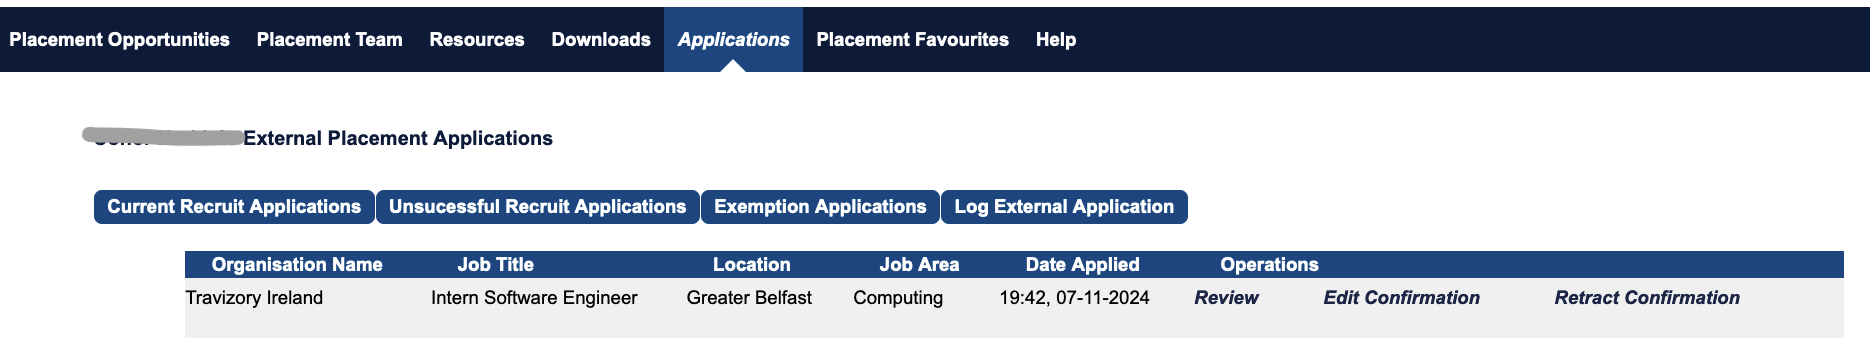 Placement Opportunities Placement Team Resources Downloads Applications Placement Favourites Help
External Placement Applications
Current Recruit Applications Unsucessful Recruit Applications Exemption Applications Log External Application
Organisation Name Job Title Location Job Area Date Applied Operations
Travizory Ireland Intern Software Engineer Greater Belfast Computing 19:42, 07-11-2024 Review Edit Confirmation Retract Confirmation